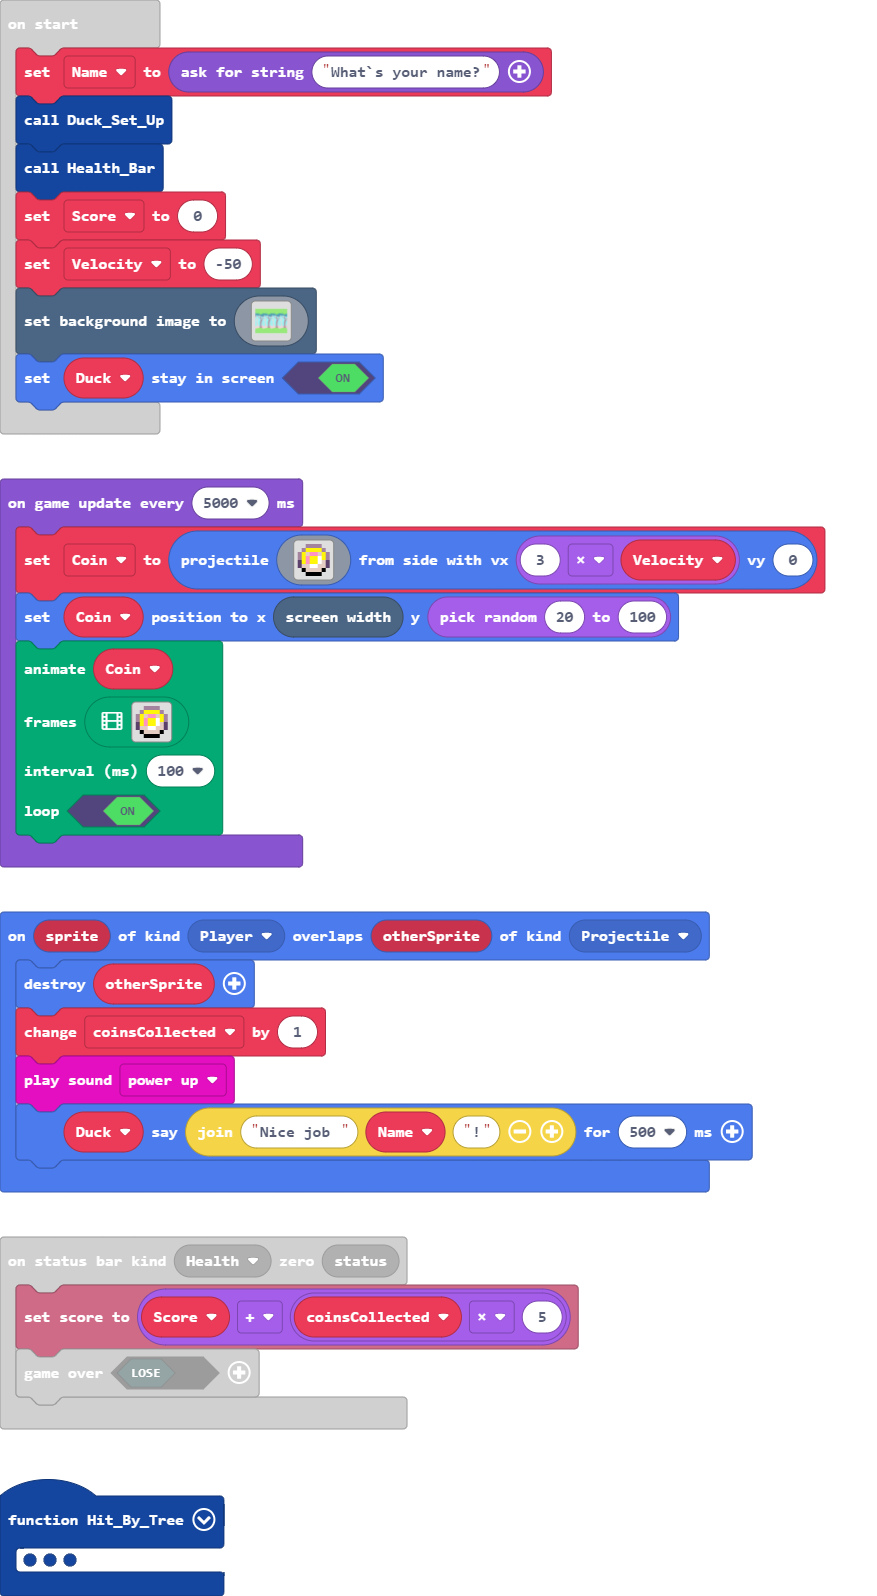 on start
set Name to ask for string "What`s your name?"
call Duck_Set_Up
call Health_Bar
set Score to 0
set Velocity to -50
set background image to
set Duck stay in screen ON
on game update every 5000 ms
set Coin to projectile from side with vx 3 × Velocity vy 0
set Coin position to x screen width y pick random 20 to 100
animate Coin
frames
interval (ms) 100
loop ON
on sprite of kind Player overlaps otherSprite of kind Projectile
destroy otherSprite
change coinsCollected by 1
play sound power up
Duck say join "Nice job " Name "!" for 500 ms
on status bar kind Health zero status
set score to Score + coinsCollected × 5
game over LOSE
function Hit_By_Tree